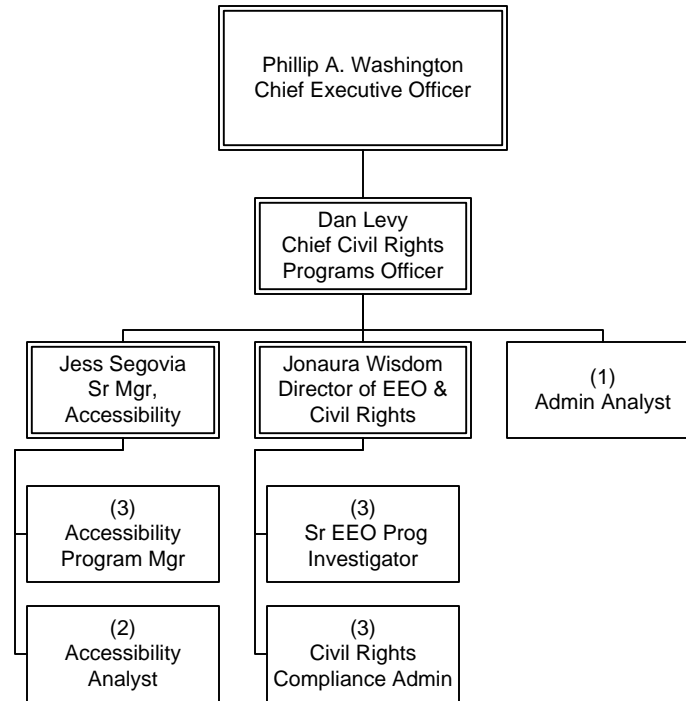 Phillip A. Washington
Chief Executive Officer
Dan Levy
Chief Civil Rights
Programs Officer
Jess Segovia
Sr Mgr,
Accessibility
Jonaura Wisdom
Director of EEO &
Civil Rights
(1)
Admin Analyst
(3)
Accessibility
Program Mgr
(3)
Sr EEO Prog
Investigator
(2)
Accessibility
Analyst
(3)
Civil Rights
Compliance Admin